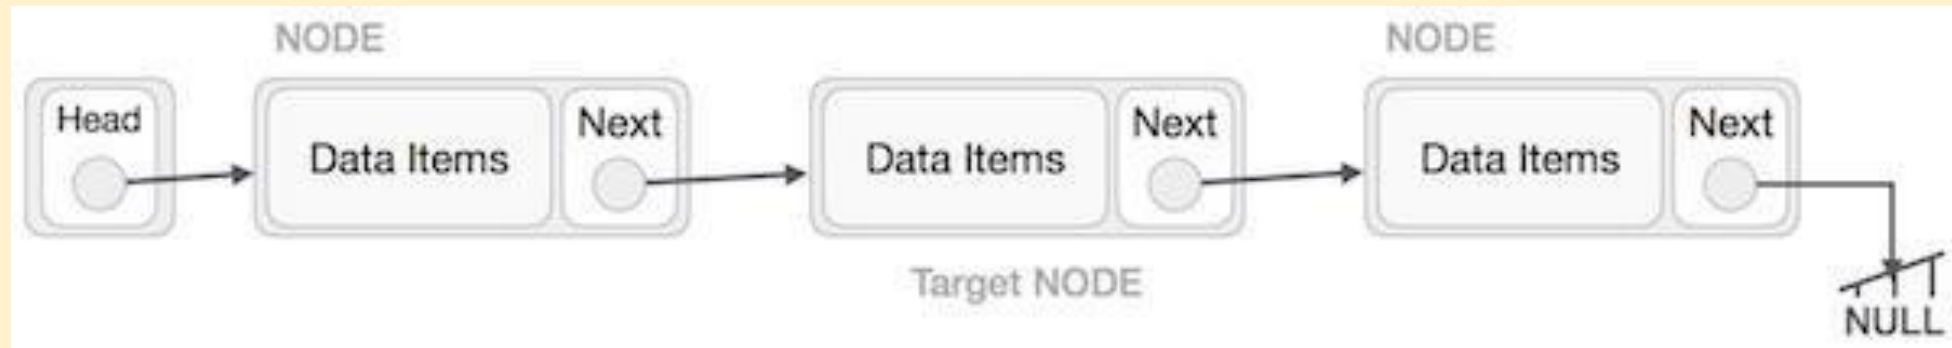 NODE
NODE
Head
Data Items
Next
Data Items
Next
Data Items
Next
Target NODE
NULL